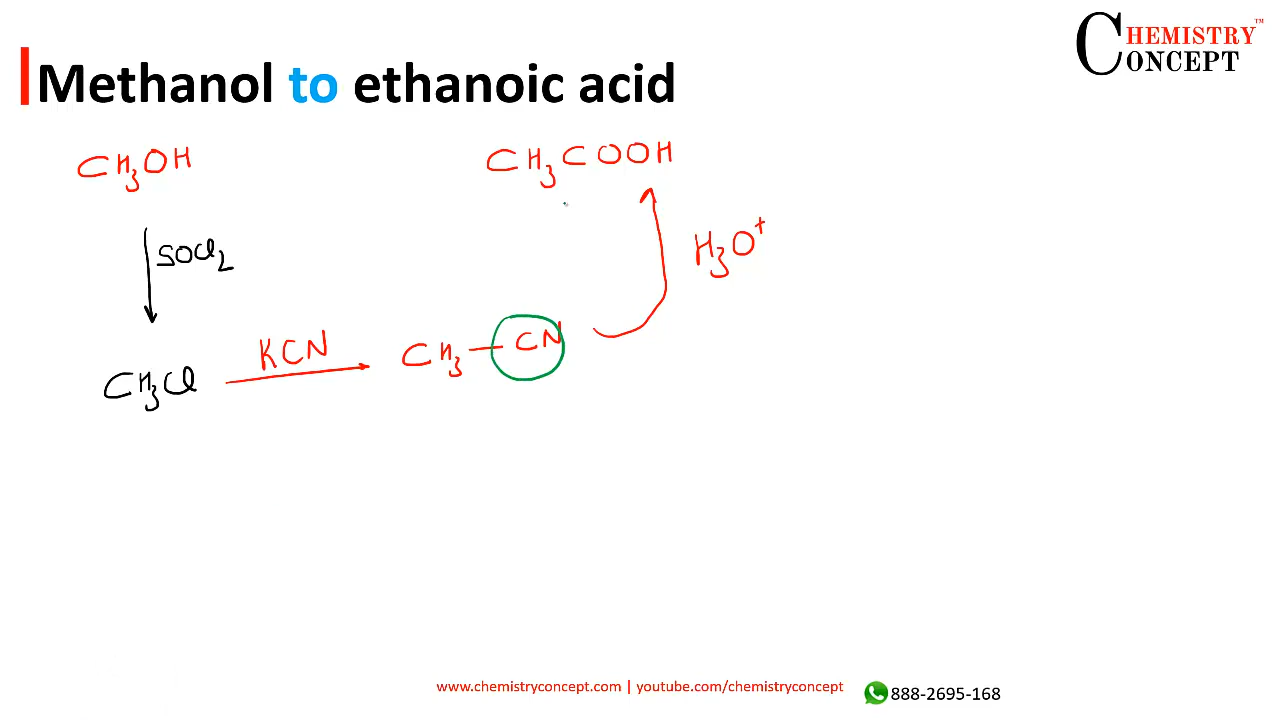 CHEMISTRY™
CONCEPT
Methanol to ethanoic acid
CH3OH
CH3COOH
SOCl2
H3O+
KCN
CH3-CN
CH3Cl
www.chemistryconcept.com | youtube.com/chemistryconcept
888-2695-168